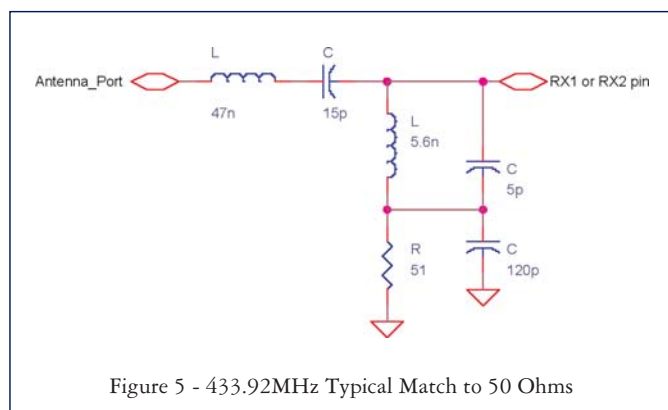 L
C
Antenna_Port
RX1 or RX2 pin
47n
15p
L
5.6n
C
5p
R
51
C
120p
Figure 5 - 433.92MHz Typical Match to 50 Ohms